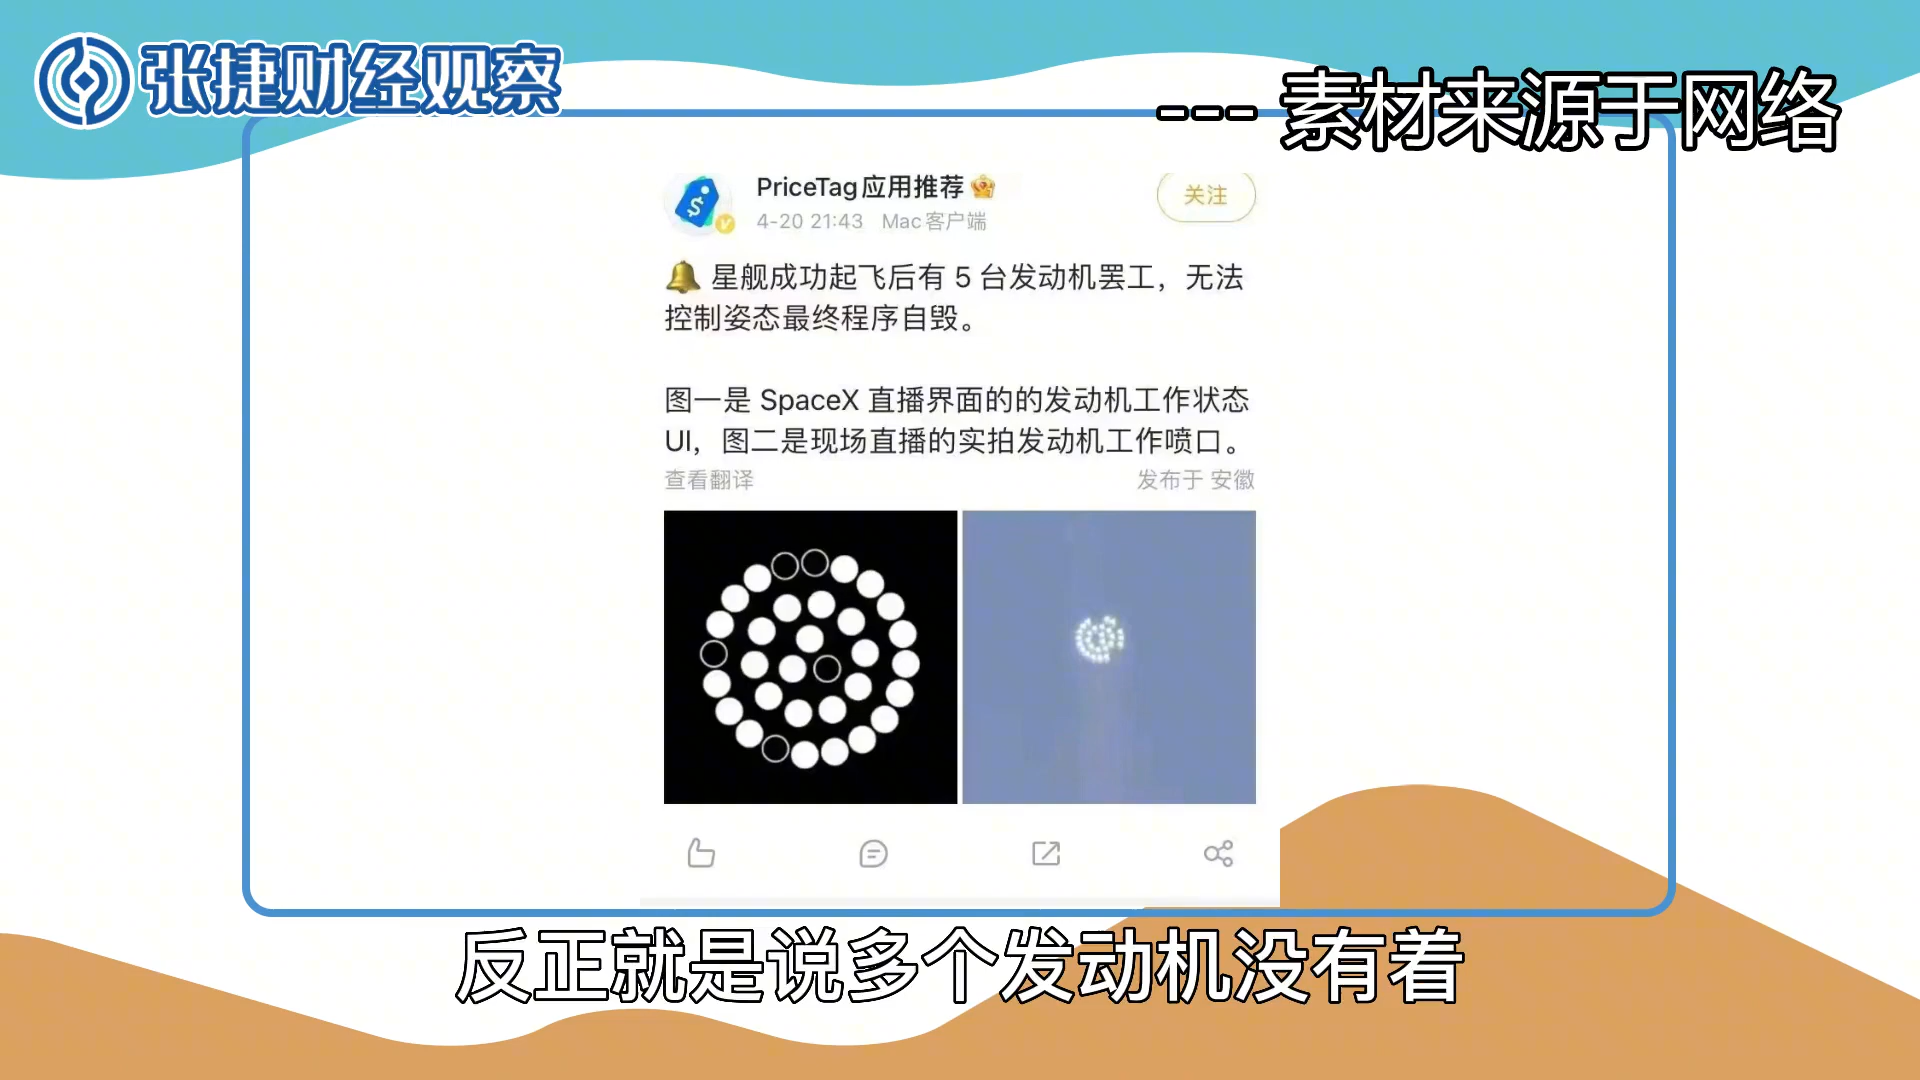 张捷财经观察
--- 素材来源于网络
PriceTag应用推荐
关注
4-20 21:43 Mac客户端
星舰成功起飞后有 5 台发动机罢工，无法
控制姿态最终程序自毁。
图一是 SpaceX 直播界面的的发动机工作状态
UI，图二是现场直播的实拍发动机工作喷口。
查看翻译
发布于 安徽
反正就是说多个发动机没有着